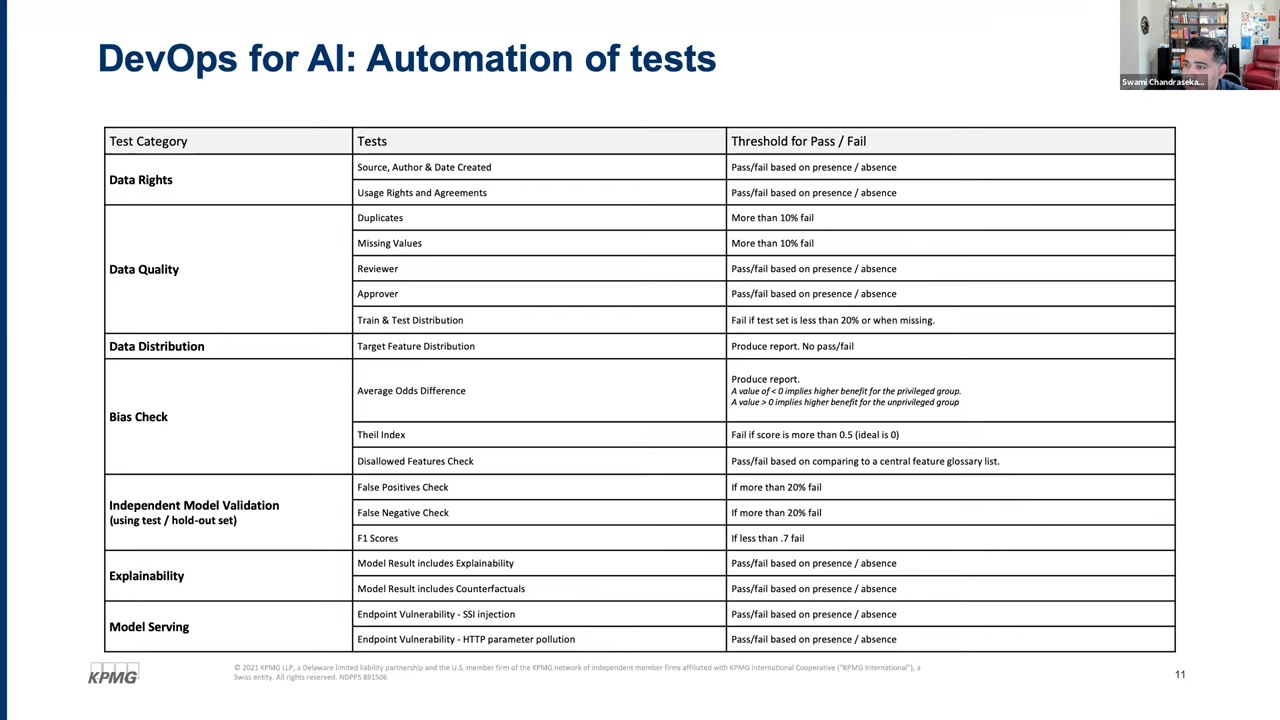 DevOps for AI: Automation of tests
Swami Chandraseka...
Test Category Tests Threshold for Pass / Fail
Data Rights
Source, Author & Date Created Pass/fail based on presence / absence
Usage Rights and Agreements Pass/fail based on presence / absence
Data Quality
Duplicates More than 10% fail
Missing Values More than 10% fail
Reviewer Pass/fail based on presence / absence
Approver Pass/fail based on presence / absence
Train & Test Distribution Fail if test set is less than 20% or when missing.
Data Distribution Target Feature Distribution Produce report. No pass/fail
Bias Check
Average Odds Difference
Produce report.
A value of < 0 implies higher benefit for the privileged group.
A value > 0 implies higher benefit for the unprivileged group
Theil Index Fail if score is more than 0.5 (ideal is 0)
Disallowed Features Check Pass/fail based on comparing to a central feature glossary list.
Independent Model Validation
(using test / hold-out set)
False Positives Check If more than 20% fail
False Negative Check If more than 20% fail
F1 Scores If less than .7 fail
Explainability
Model Result includes Explainability Pass/fail based on presence / absence
Model Result includes Counterfactuals Pass/fail based on presence / absence
Model Serving
Endpoint Vulnerability - SSI injection Pass/fail based on presence / absence
Endpoint Vulnerability - HTTP parameter pollution Pass/fail based on presence / absence
KPMG
© 2021 KPMG LLP, a Delaware limited liability partnership and the U.S. member firm of the KPMG network of independent member firms affiliated with KPMG International Cooperative ("KPMG International"), a
Swiss entity. All rights reserved. NDPPS 891506
11